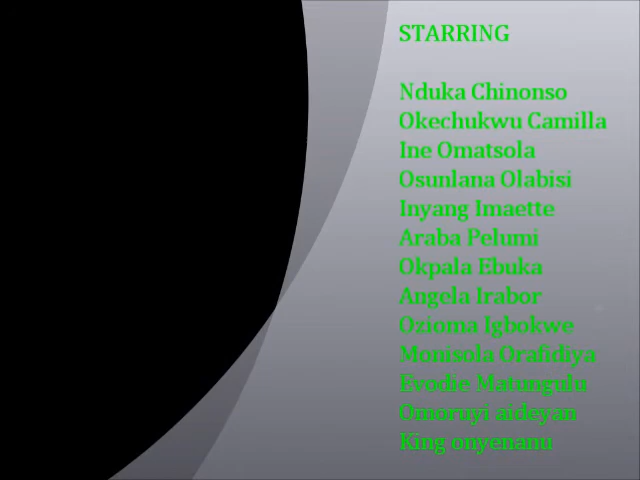 STARRING
Nduka Chinonso
Okechukwu Camilla
Ine Omatsola
Osunlana Olabisi
Inyang Imaette
Araba Pelumi
Okpala Ebuka
Angela Irabor
Ozioma Igbokwe
Monisola Orafidiya
Evodie Matungulu
Omoruyi aideyan
King onyenanu